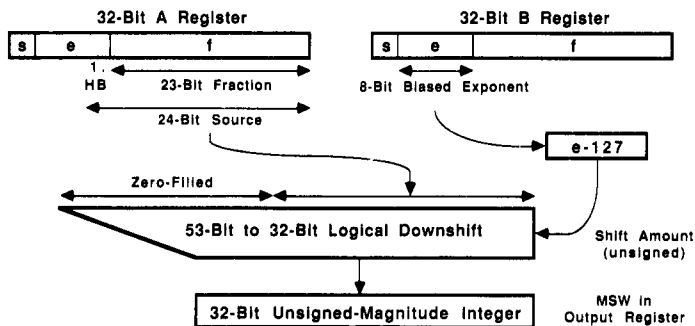 32-Bit A Register
32-Bit B Register
s e f
s e f
1.
HB
23-Bit Fraction
8-Bit Biased Exponent
24-Bit Source
e-127
Zero-Filled
53-Bit to 32-Bit Logical Downshift
Shift Amount
(unsigned)
32-Bit Unsigned-Magnitude Integer
MSW in
Output Register